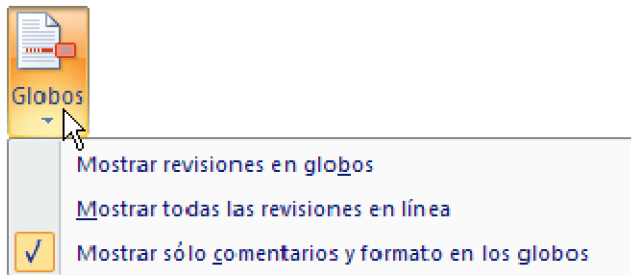 Globos
Mostrar revisiones en globos
Mostrar todas las revisiones en línea
Mostrar sólo comentarios y formato en los globos